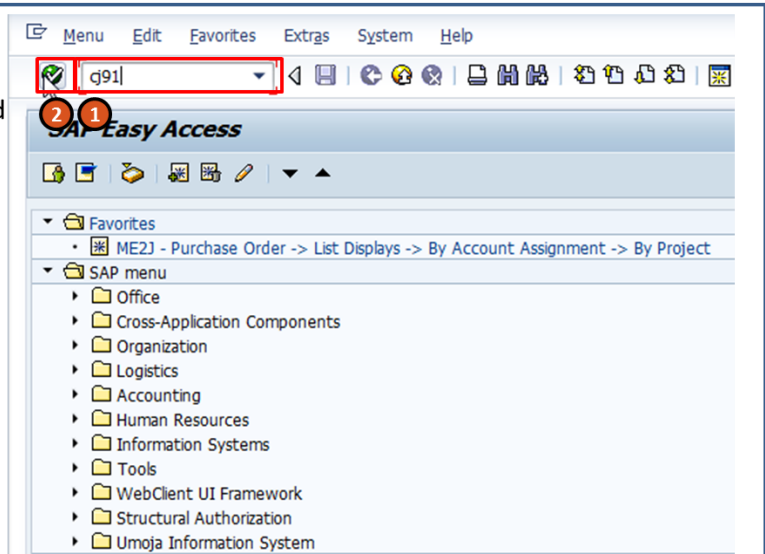 Menu Edit Favorites Extras System Help
cj91
d
2 1
SAP Easy Access
Favorites
ME2J - Purchase Order -> List Displays -> By Account Assignment -> By Project
SAP menu
Office
Cross-Application Components
Organization
Logistics
Accounting
Human Resources
Information Systems
Tools
WebClient UI Framework
Structural Authorization
Umoja Information System